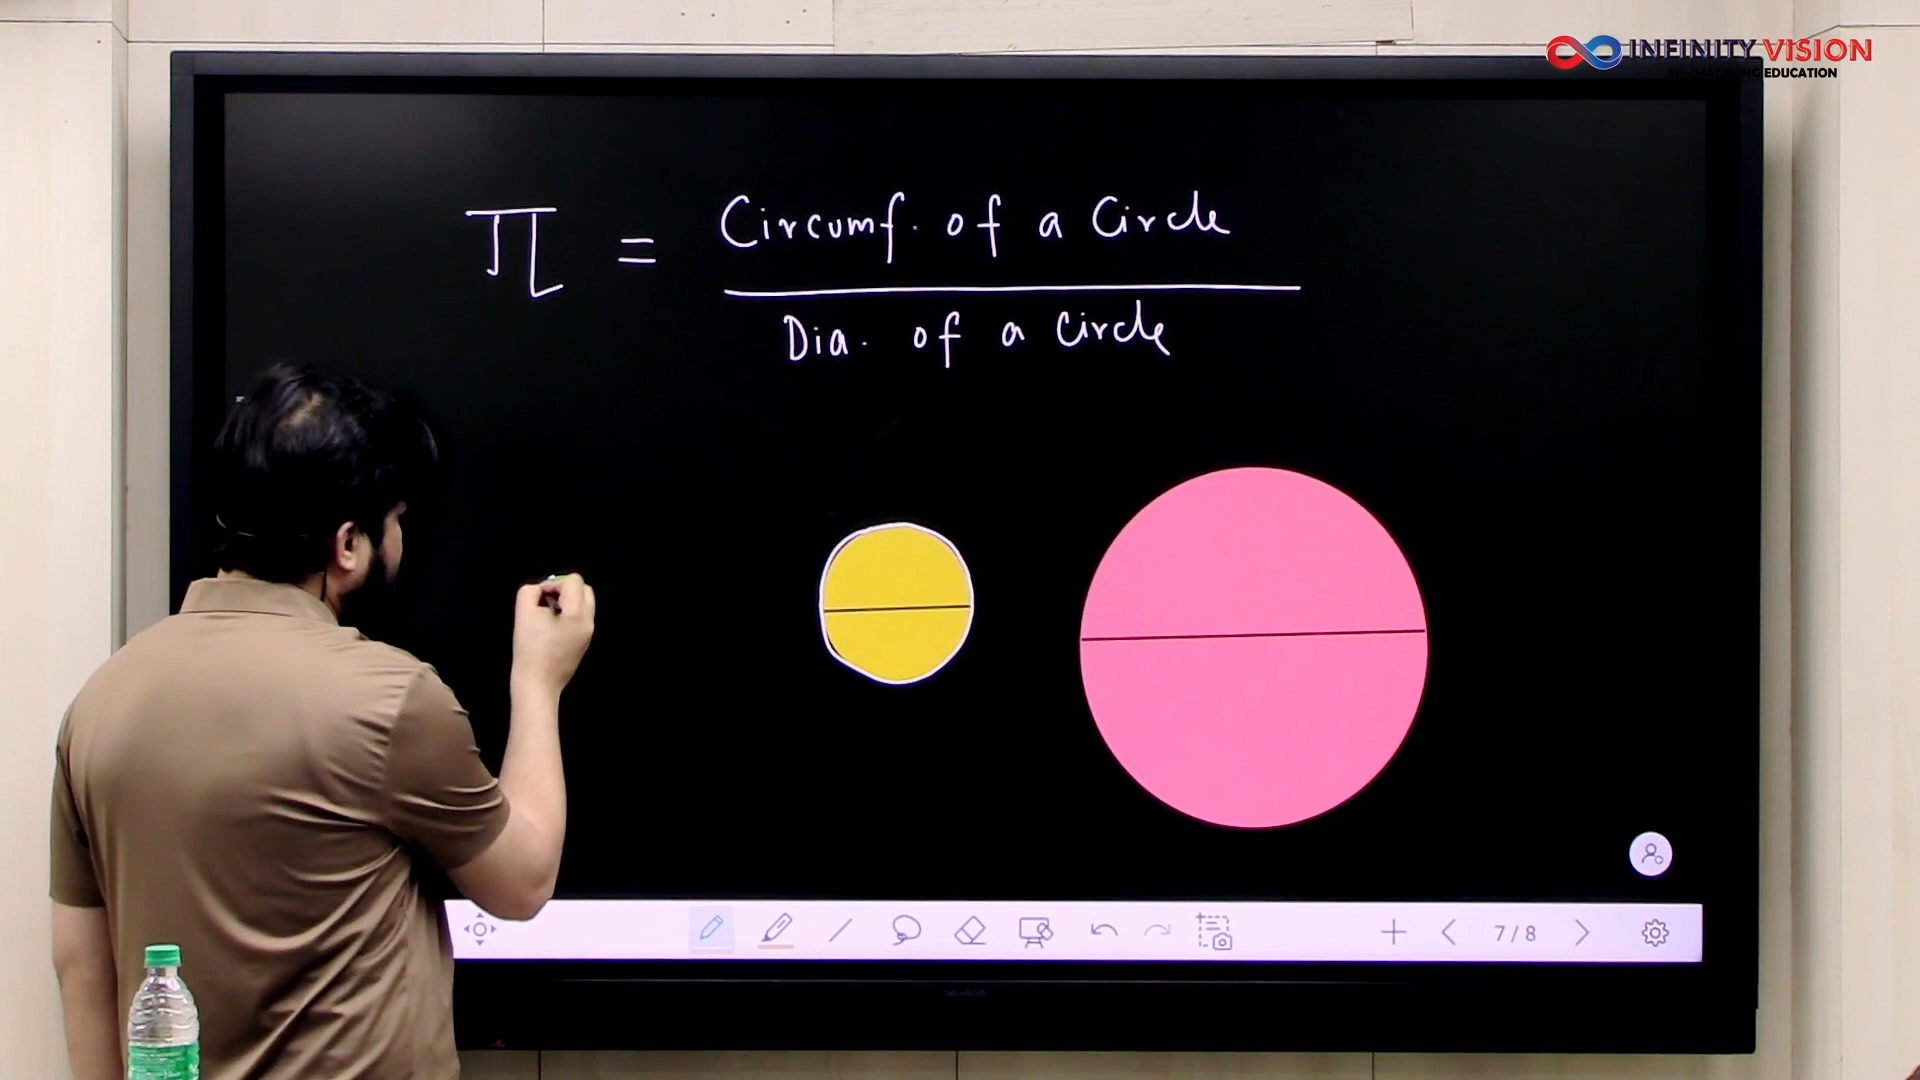 INFINITY VISION
EDUCATION
π = Circumf. of a Circle
Dia. of a Circle
7/8